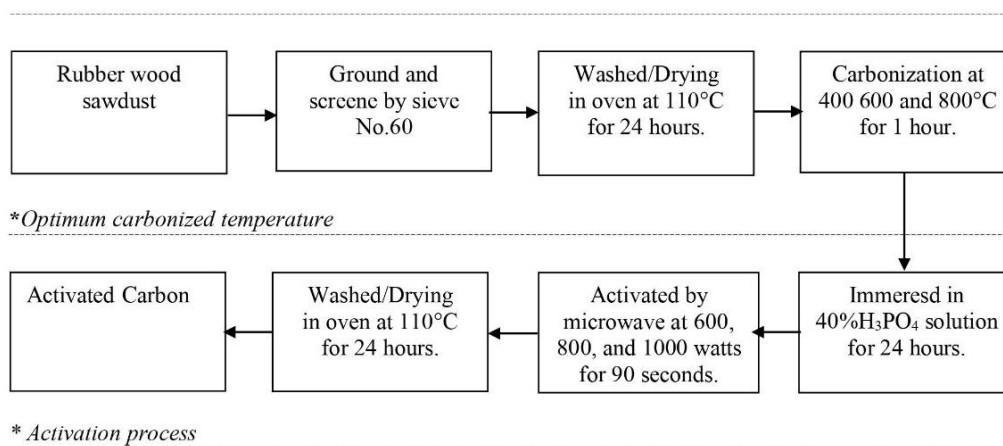 Rubber wood
sawdust
Ground and
screene by sieve
No.60
Washed/Drying
in oven at 110°C
for 24 hours.
Carbonization at
400 600 and 800°C
for 1 hour.
*Optimum carbonized temperature
Activated Carbon
Washed/Drying
in oven at 110°C
for 24 hours.
Activated by
microwave at 600,
800, and 1000 watts
for 90 seconds.
Immeresd in
40%H₃PO₄ solution
for 24 hours.
* Activation process